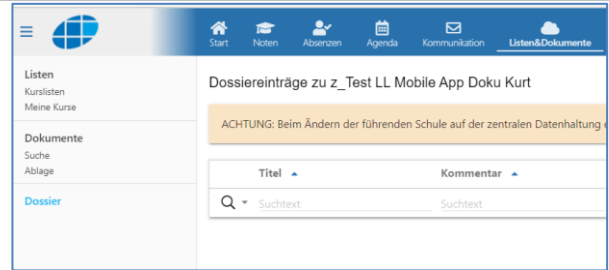 Start Noten Absenzen Agenda Kommunikation Listen&Dokumente
Listen
Kurslisten
Meine Kurse
Dokumente
Suche
Ablage
Dossier
Dossiereinträge zu z_Test LL Mobile App Doku Kurt
ACHTUNG: Beim Ändern der führenden Schule auf der zentralen Datenhaltung
Titel Kommentar
Suchtext Suchtext